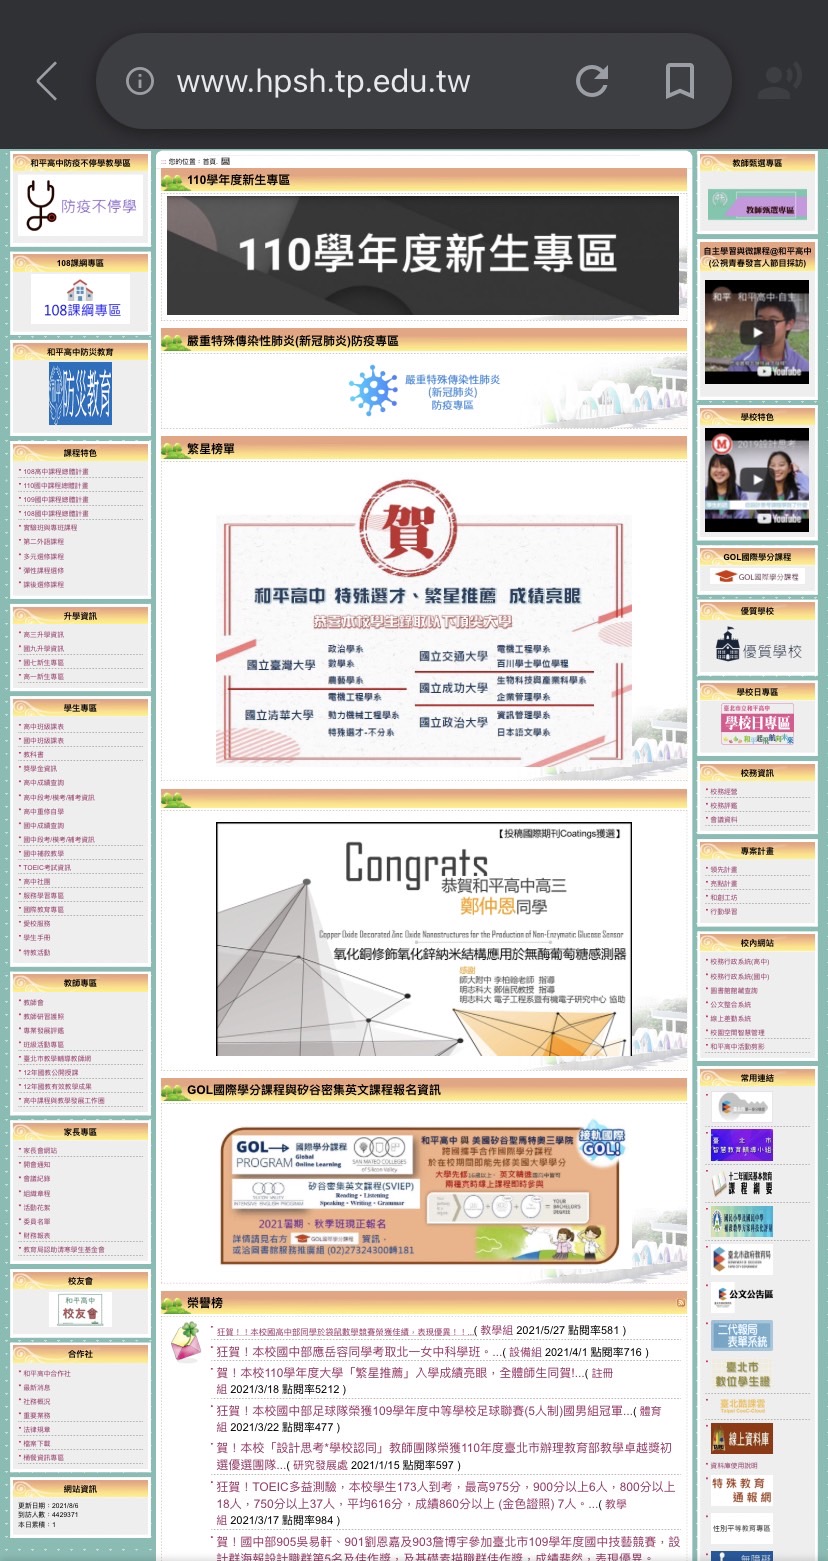 www.hpsh.tp.edu.tw
和平高中防疫不停學教學區
防疫不停學
108課綱專區
108課綱專區
和平高中防災教育
防災教育
課程特色
108高中課程總體計畫
110國中課程總體計畫
109國中課程總體計畫
108國中課程總體計畫
實驗班與專班課程
第二外語課程
多元選修課程
彈性課程選修
課後選修課程
升學資訊
高三升學資訊
國九升學資訊
國七新生專區
高一新生專區
學生專區
高中班級課表
國中班級課表
教科書
獎學金資訊
高中成績查詢
高中段考/模考/補考資訊
高中重修自學
國中成績查詢
國中段考/模考/補考資訊
國中補救教學
TOEIC考試資訊
高中社團
服務學習專區
國際教育專區
愛校服務
學生手冊
特教活動
教師專區
教師會
教師研習護照
專業發展評鑑
班級活動專區
臺北市教學輔導教師網
12年國教公開授課
12年國教有效教學成果
高中課程與教學發展工作圈
家長專區
家長會網站
開會通知
會議紀錄
組織章程
活動花絮
委員名單
財務報表
教育局認助清寒學生基金會
校友會
和平高中
校友會
合作社
和平高中合作社
最新消息
社務概況
重要業務
法律規章
檔案下載
桶餐資訊專區
網站資訊
更新日期：2021/8/6
到訪人數：4429371
本日累積：1
您的位置：首頁
110學年度新生專區
110學年度新生專區
嚴重特殊傳染性肺炎(新冠肺炎)防疫專區
嚴重特殊傳染性肺炎
(新冠肺炎)
防疫專區
繁星榜單
賀
和平高中 特殊選才、繁星推薦 成績亮眼
恭喜本校學生錄取以下頂尖大學
國立臺灣大學
政治學系
數學系
農藝學系
國立清華大學
電機工程學系
動力機械工程學系
特殊選才-不分系
國立交通大學
電機工程學系
百川學士學位學程
國立成功大學
生物科技與產業科學系
企業管理學系
國立政治大學
資訊管理學系
日本語文學系
【投稿國際期刊Coatings獲選】
Congrats
恭賀和平高中高三
鄭仲恩同學
Copper Oxide Decorated Zinc Oxide Nanostructures for the Production of Non-Enzymatic Glucose Sensor
氧化銅修飾氧化鋅納米結構應用於無酶葡萄糖感測器
感謝
師大附中 李柏翰老師 指導
明志科大 鄭信民教授 指導
明志科大 電子工程系暨有機電子研究中心 協助
GOL國際學分課程與矽谷密集英文課程報名資訊
GOL
PROGRAM
國際學分課程
Global
Online Learning
SAN MATEO COLLEGES
of Silicon Valley
矽谷密集英文課程(SVIEP)
Reading · Listening
Speaking · Writing · Grammar
2021暑期、秋季班現正報名
詳情請見右方 GOL國際學分課程 資訊，
或洽圖書館服務推廣組 (02)27324300轉181
和平高中 與 美國矽谷聖馬特奧三學院
跨國攜手合作國際學分課程
於在校期間即能先修美國大學學分
兩種亮時線上課程即時參與
接軌國際
GOL!
YOUR
BACHELOR'S
DEGREE
榮譽榜
狂賀！！本校國高中部同學於袋鼠數學競賽榮獲佳績，表現優異！！...( 教學組 2021/5/27 點閱率581 )
狂賀！本校國中部應岳容同學考取北一女中科學班。...( 設備組 2021/4/1 點閱率716 )
賀！本校110學年度大學「繁星推薦」入學成績亮眼，全體師生同賀!...( 註冊
組 2021/3/18 點閱率5212 )
狂賀！本校國中部足球隊榮獲109學年度中等學校足球聯賽(5人制)國男組冠軍...( 體育
組 2021/3/22 點閱率477 )
賀！本校「設計思考*學校認同」教師團隊榮獲110年度臺北市辦理教育部教學卓越獎初
選優選團隊...( 研究發展處 2021/1/15 點閱率597 )
狂賀！TOEIC多益測驗，本校學生173人到考，最高975分，900分以上6人，800分以上
18人，750分以上37人，平均616分，及成績860分以上 (金色證照) 7人。...( 教學
組 2021/3/17 點閱率984 )
賀！國中部905吳易軒、901劉恩嘉及903詹博宇參加臺北市109學年度國中技藝競賽，設
計群海報設計職群第5名及佳作獎，及基礎素描職群佳作獎，成績斐然，表現優異。
教師甄選專區
教師甄選專區
自主學習與微課程@和平高中
(公視青春發言人節目採訪)
和平高中-自主...
YouTube
學校特色
2019設計思考
YouTube
GOL國際學分課程
GOL國際學分課程
優質學校
優質學校
學校日專區
臺北市立和平高中
學校日專區
校務資訊
校務經營
校務評鑑
會議資料
專案計畫
領先計畫
亮點計畫
和創工坊
行動學習
校內網站
校務行政系統(高中)
校務行政系統(國中)
圖書館館藏查詢
公文整合系統
線上差勤系統
校園空間智慧管理
和平高中活動剪影
常用連結
臺北市
智慧教育輔導小組
十二年國民基本教育
課程綱要
臺北市政府教育局
公文公告區
二代報局
表單系統
臺北市
數位學生證
臺北酷課雲
線上資料庫
資料庫使用說明
特殊教育
通報網
性別平等教育專區
無障礙